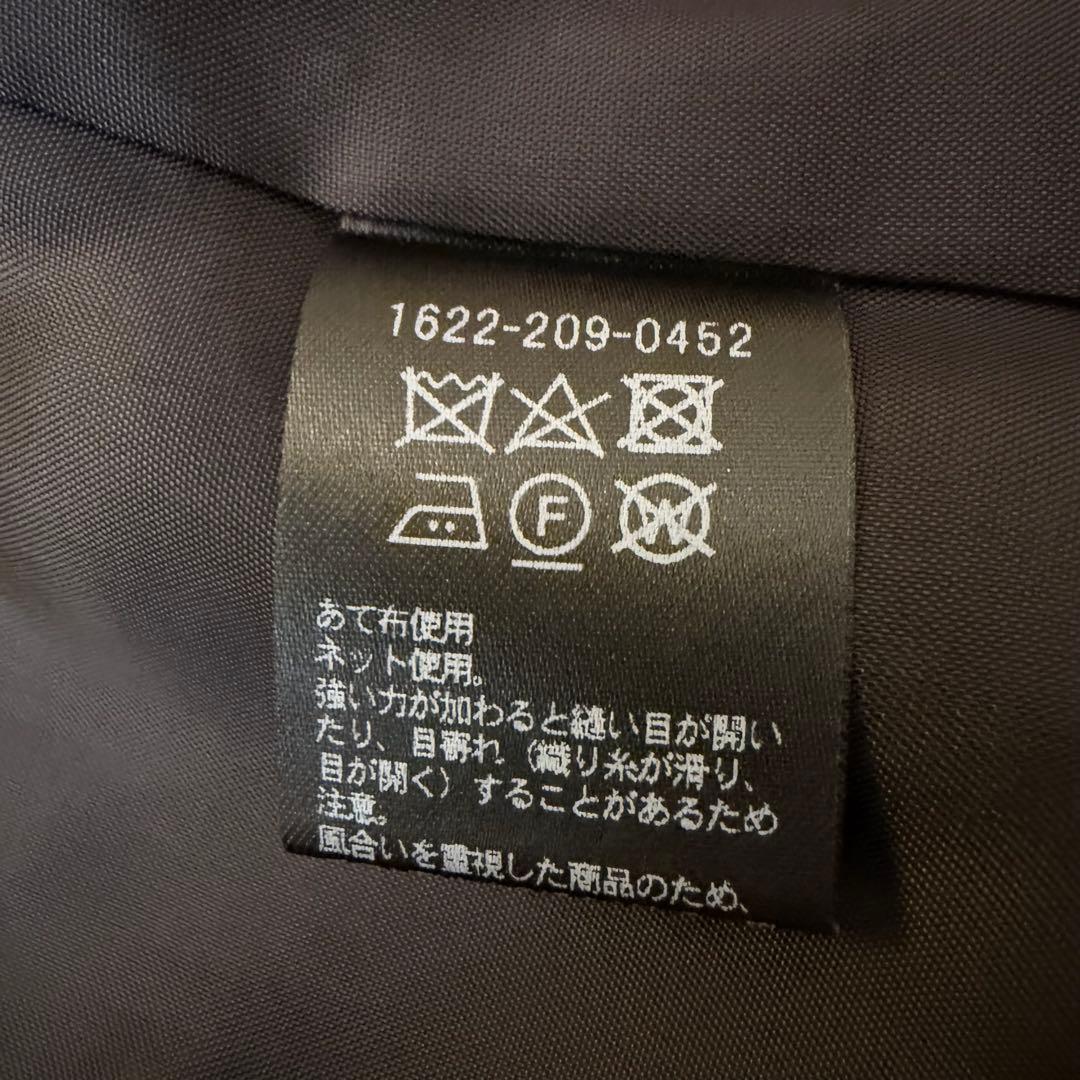 1622-209-0452
F
W
あて布使用
ネット使用。
強い力が加わると縫い目が開い
たり、目寄れ（織り糸が滑り、
目が開く）することがあるため
注意。
風合いを重視した商品のため、